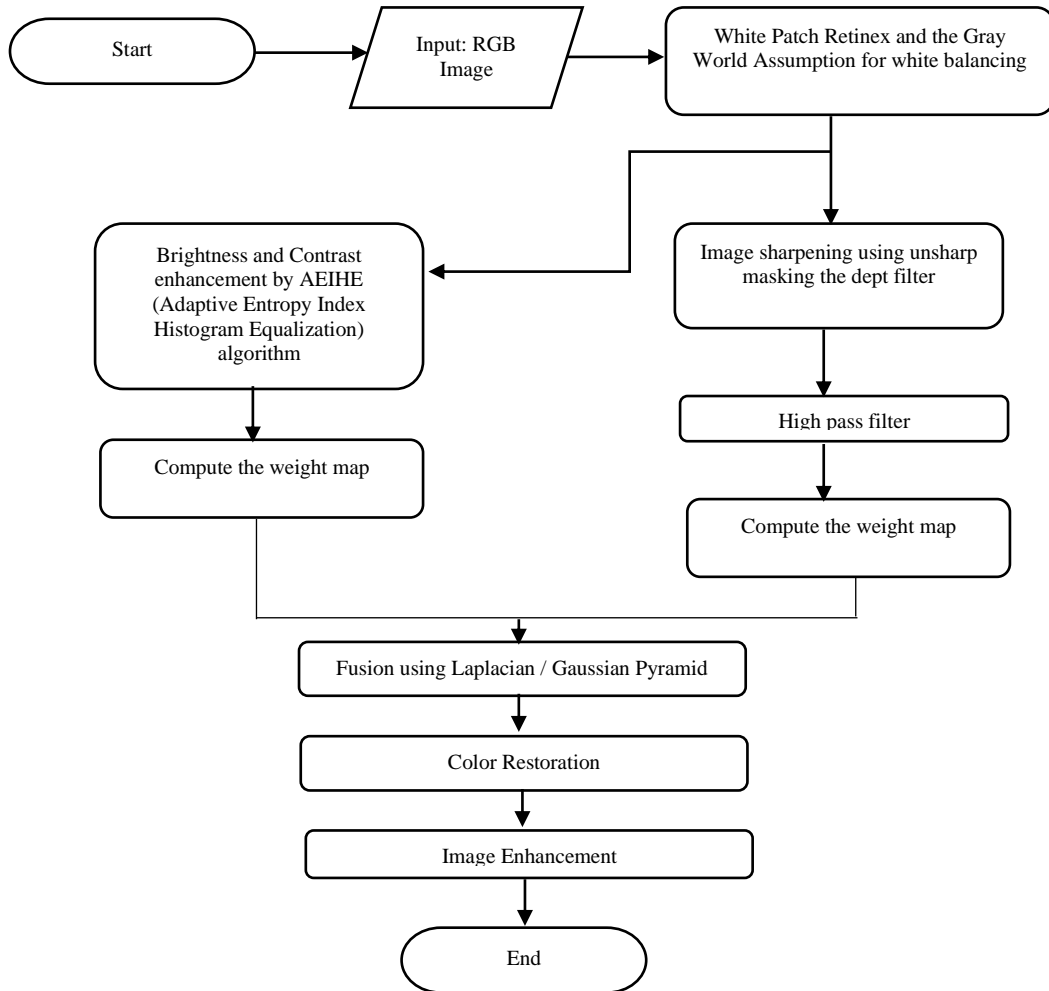 Start
Input: RGB
Image
White Patch Retinex and the Gray
World Assumption for white balancing
Brightness and Contrast
enhancement by AEIHE
(Adaptive Entropy Index
Histogram Equalization)
algorithm
Image sharpening using unsharp
masking the dept filter
High pass filter
Compute the weight map
Compute the weight map
Fusion using Laplacian / Gaussian Pyramid
Color Restoration
Image Enhancement
End